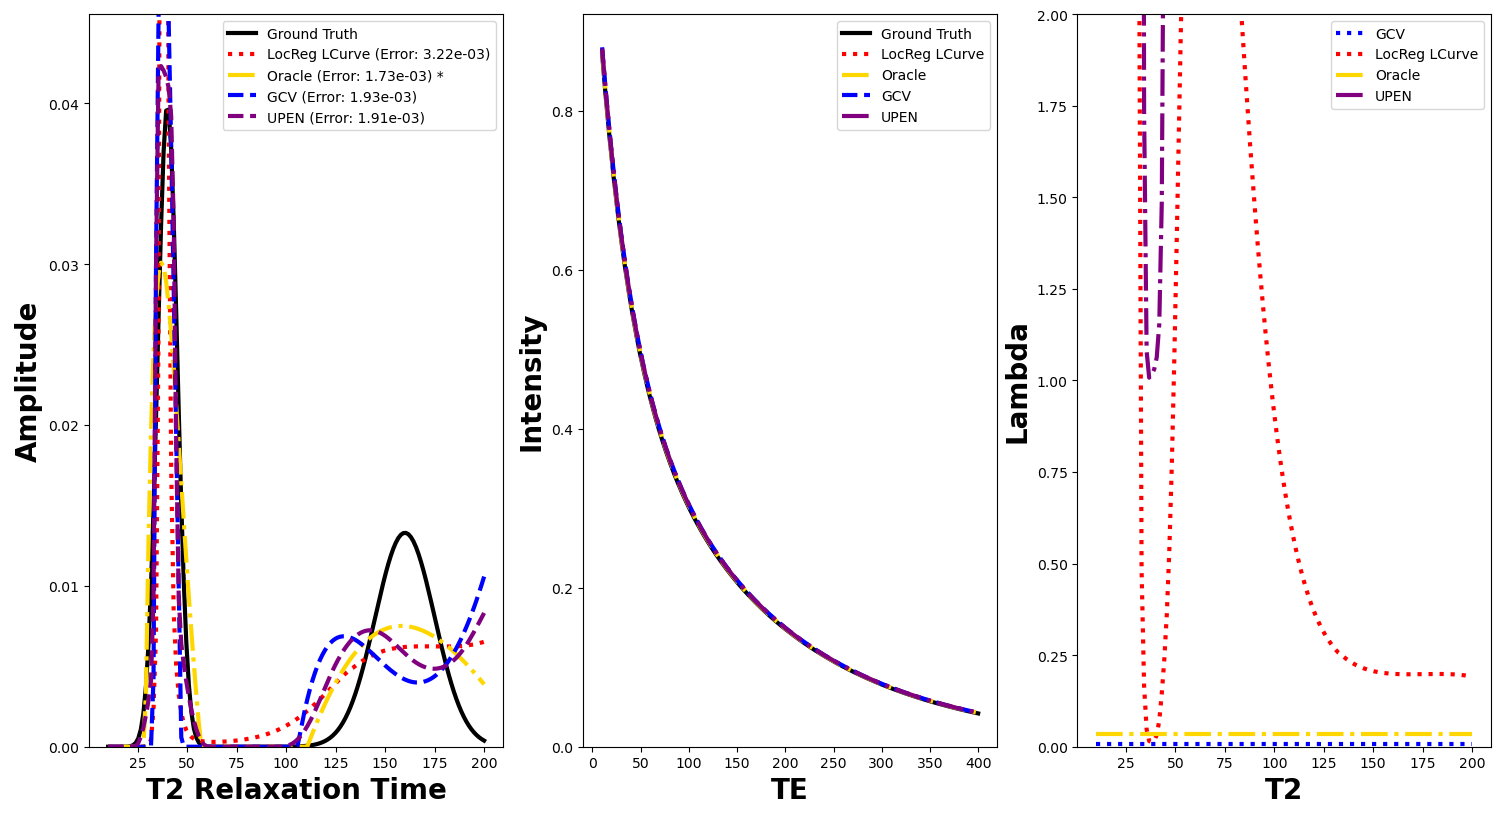 Amplitude
0.00
0.01
0.02
0.03
0.04
25 50 75 100 125 150 175 200
T2 Relaxation Time
Ground Truth
LocReg LCurve (Error: 3.22e-03)
Oracle (Error: 1.73e-03) *
GCV (Error: 1.93e-03)
UPEN (Error: 1.91e-03)
Intensity
0.0
0.2
0.4
0.6
0.8
0 50 100 150 200 250 300 350 400
TE
Ground Truth
LocReg LCurve
Oracle
GCV
UPEN
Lambda
0.00
0.25
0.50
0.75
1.00
1.25
1.50
1.75
2.00
25 50 75 100 125 150 175 200
T2
GCV
LocReg LCurve
Oracle
UPEN